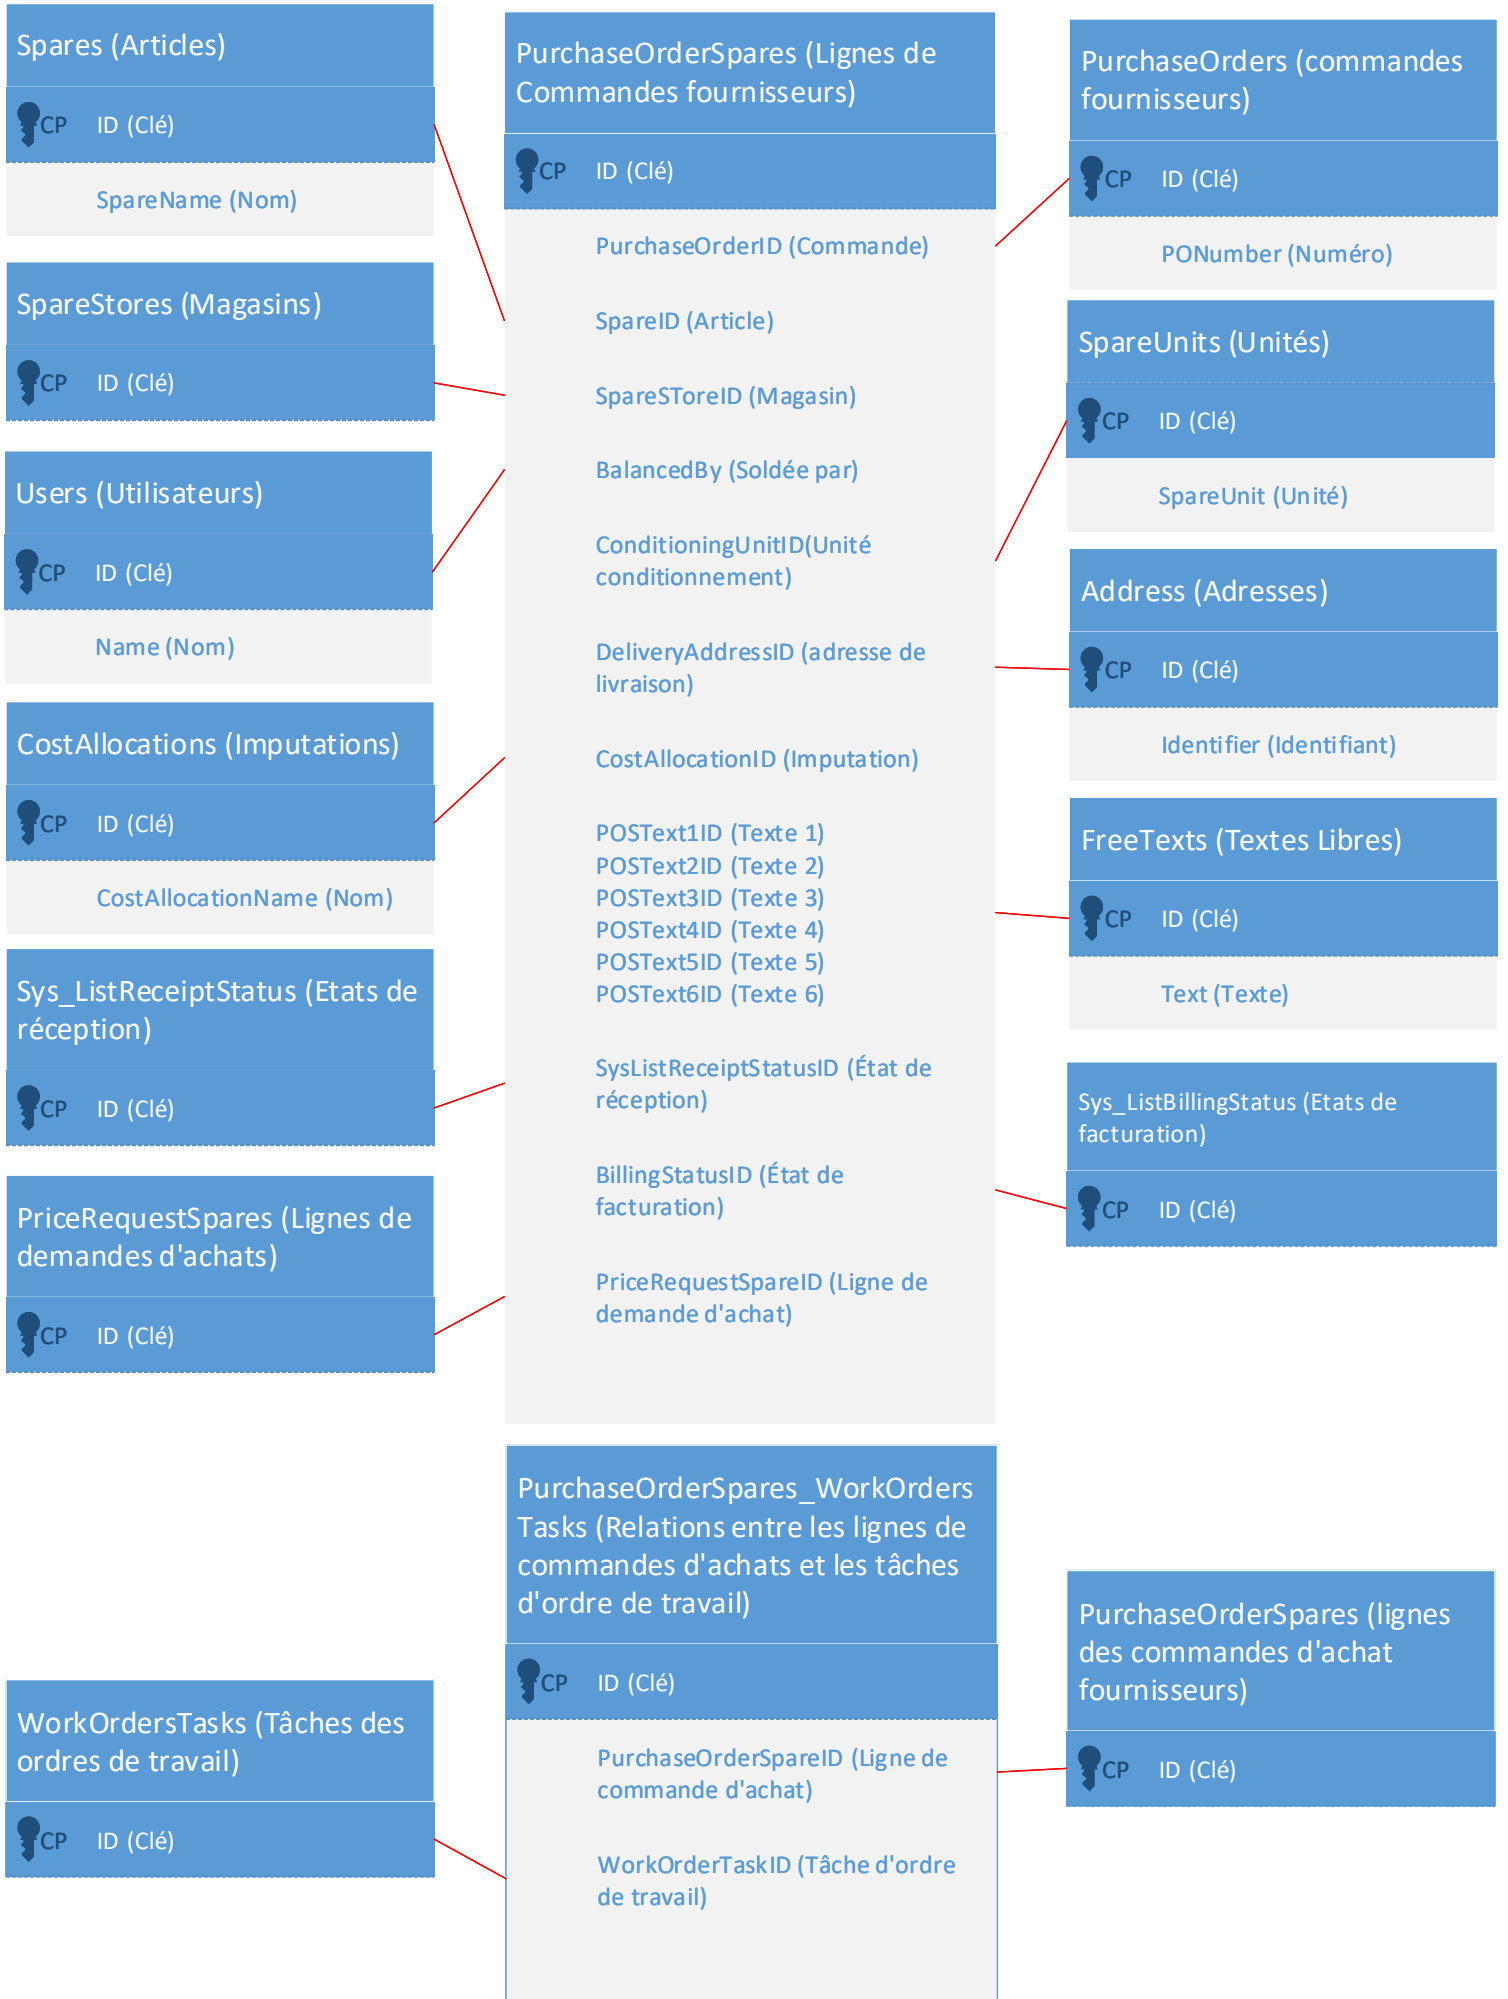 Spares (Articles)
CP ID (Clé)
SpareName (Nom)
SpareStores (Magasins)
CP ID (Clé)
Users (Utilisateurs)
CP ID (Clé)
Name (Nom)
CostAllocations (Imputations)
CP ID (Clé)
CostAllocationName (Nom)
Sys_ListReceiptStatus (Etats de
réception)
CP ID (Clé)
PriceRequestSpares (Lignes de
demandes d'achats)
CP ID (Clé)
PurchaseOrderSpares (Lignes de
Commandes fournisseurs)
CP ID (Clé)
PurchaseOrderID (Commande)
SpareID (Article)
SpareSToreID (Magasin)
BalancedBy (Soldée par)
ConditioningUnitID(Unité
conditionnement)
DeliveryAddressID (adresse de
livraison)
CostAllocationID (Imputation)
POSText1ID (Texte 1)
POSText2ID (Texte 2)
POSText3ID (Texte 3)
POSText4ID (Texte 4)
POSText5ID (Texte 5)
POSText6ID (Texte 6)
SysListReceiptStatusID (État de
réception)
BillingStatusID (État de
facturation)
PriceRequestSpareID (Ligne de
demande d'achat)
PurchaseOrders (commandes
fournisseurs)
CP ID (Clé)
PONumber (Numéro)
SpareUnits (Unités)
CP ID (Clé)
SpareUnit (Unité)
Address (Adresses)
CP ID (Clé)
Identifier (Identifiant)
FreeTexts (Textes Libres)
CP ID (Clé)
Text (Texte)
Sys_ListBillingStatus (Etats de
facturation)
CP ID (Clé)
WorkOrdersTasks (Tâches des
ordres de travail)
CP ID (Clé)
PurchaseOrderSpares_WorkOrders
Tasks (Relations entre les lignes de
commandes d'achats et les tâches
d'ordre de travail)
CP ID (Clé)
PurchaseOrderSpareID (Ligne de
commande d'achat)
WorkOrderTaskID (Tâche d'ordre
de travail)
PurchaseOrderSpares (lignes
des commandes d'achat
fournisseurs)
CP ID (Clé)